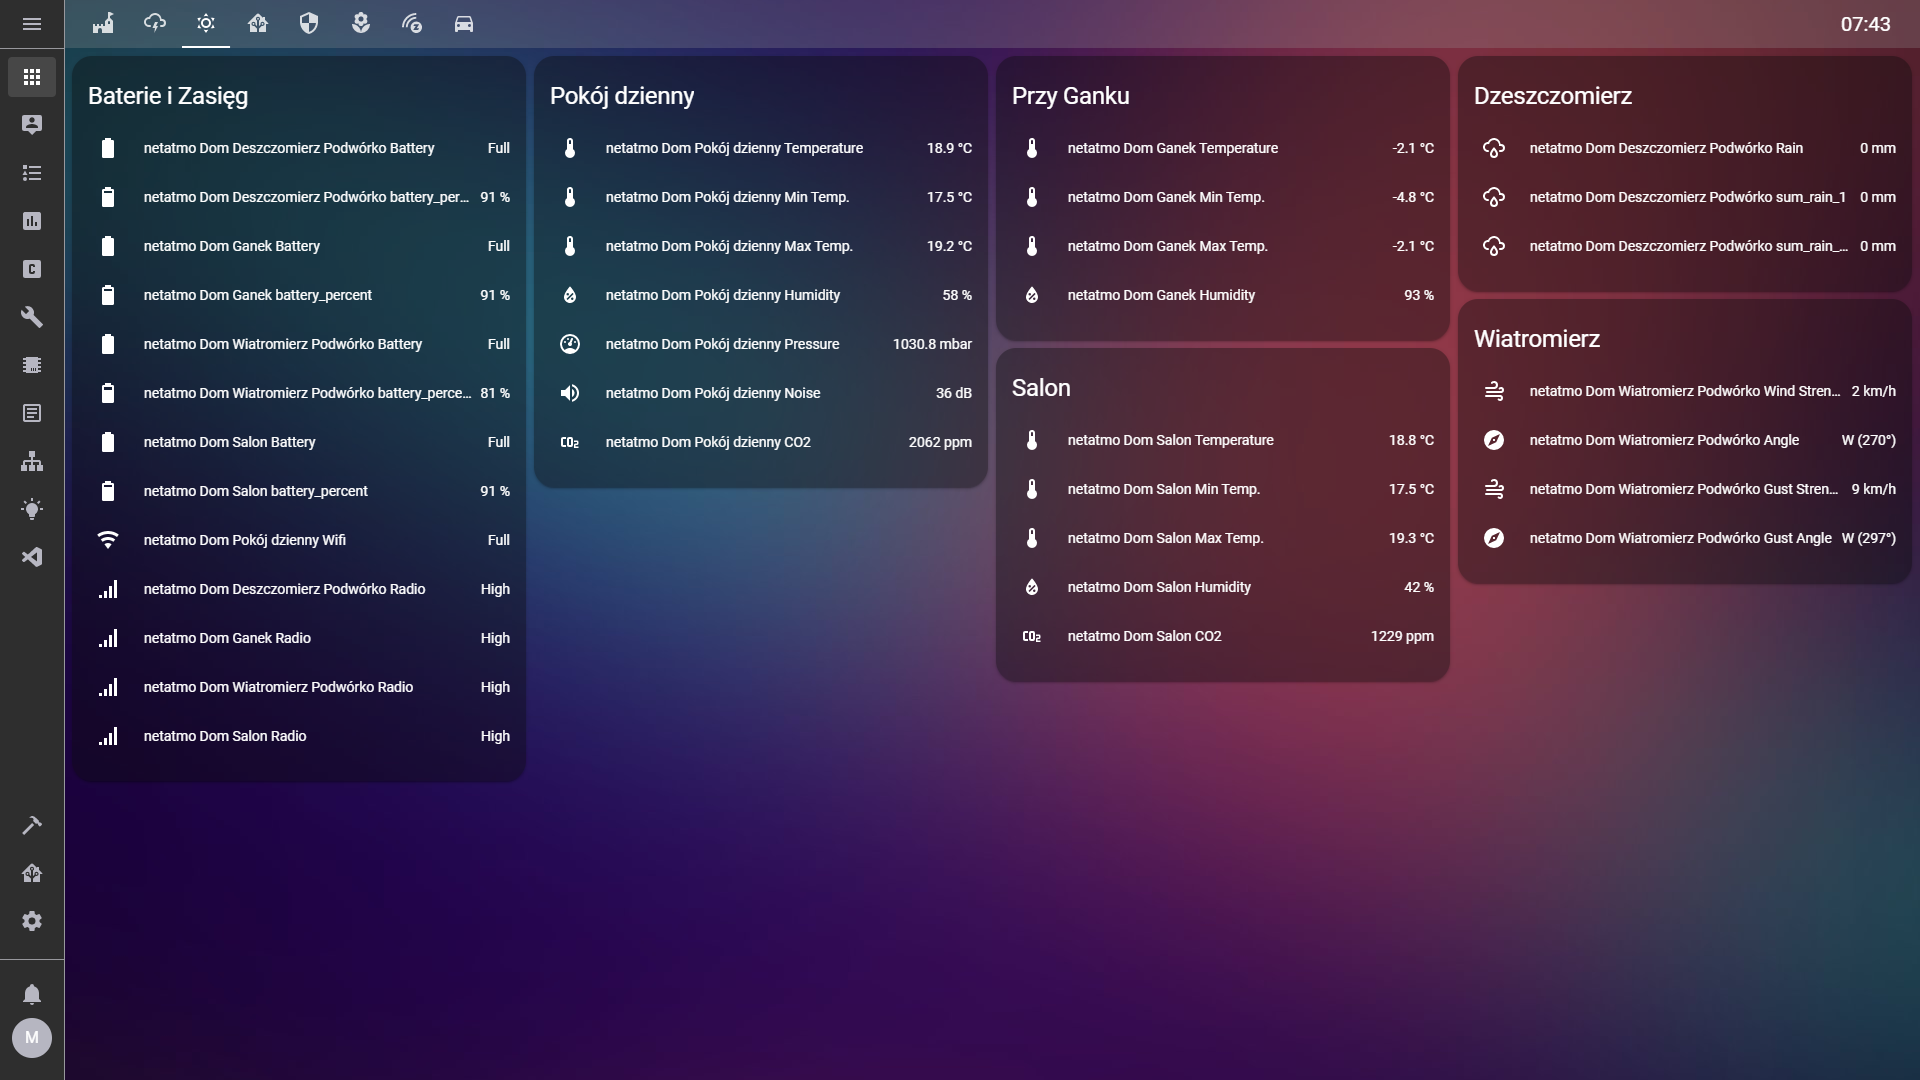 07:43
Baterie i Zasięg
netatmo Dom Deszczomierz Podwórko Battery Full
netatmo Dom Deszczomierz Podwórko battery_per... 91 %
netatmo Dom Ganek Battery Full
netatmo Dom Ganek battery_percent 91 %
netatmo Dom Wiatromierz Podwórko Battery Full
netatmo Dom Wiatromierz Podwórko battery_perce... 81 %
netatmo Dom Salon Battery Full
netatmo Dom Salon battery_percent 91 %
netatmo Dom Pokój dzienny Wifi Full
netatmo Dom Deszczomierz Podwórko Radio High
netatmo Dom Ganek Radio High
netatmo Dom Wiatromierz Podwórko Radio High
netatmo Dom Salon Radio High
Pokój dzienny
netatmo Dom Pokój dzienny Temperature 18.9 °C
netatmo Dom Pokój dzienny Min Temp. 17.5 °C
netatmo Dom Pokój dzienny Max Temp. 19.2 °C
netatmo Dom Pokój dzienny Humidity 58 %
netatmo Dom Pokój dzienny Pressure 1030.8 mbar
netatmo Dom Pokój dzienny Noise 36 dB
CO2 netatmo Dom Pokój dzienny CO2 2062 ppm
Przy Ganku
netatmo Dom Ganek Temperature -2.1 °C
netatmo Dom Ganek Min Temp. -4.8 °C
netatmo Dom Ganek Max Temp. -2.1 °C
netatmo Dom Ganek Humidity 93 %
Salon
netatmo Dom Salon Temperature 18.8 °C
netatmo Dom Salon Min Temp. 17.5 °C
netatmo Dom Salon Max Temp. 19.3 °C
netatmo Dom Salon Humidity 42 %
CO2 netatmo Dom Salon CO2 1229 ppm
Dzeszczomierz
netatmo Dom Deszczomierz Podwórko Rain 0 mm
netatmo Dom Deszczomierz Podwórko sum_rain_1 0 mm
netatmo Dom Deszczomierz Podwórko sum_rain_... 0 mm
Wiatromierz
netatmo Dom Wiatromierz Podwórko Wind Stren... 2 km/h
netatmo Dom Wiatromierz Podwórko Angle W (270°)
netatmo Dom Wiatromierz Podwórko Gust Stren... 9 km/h
netatmo Dom Wiatromierz Podwórko Gust Angle W (297°)
C
M